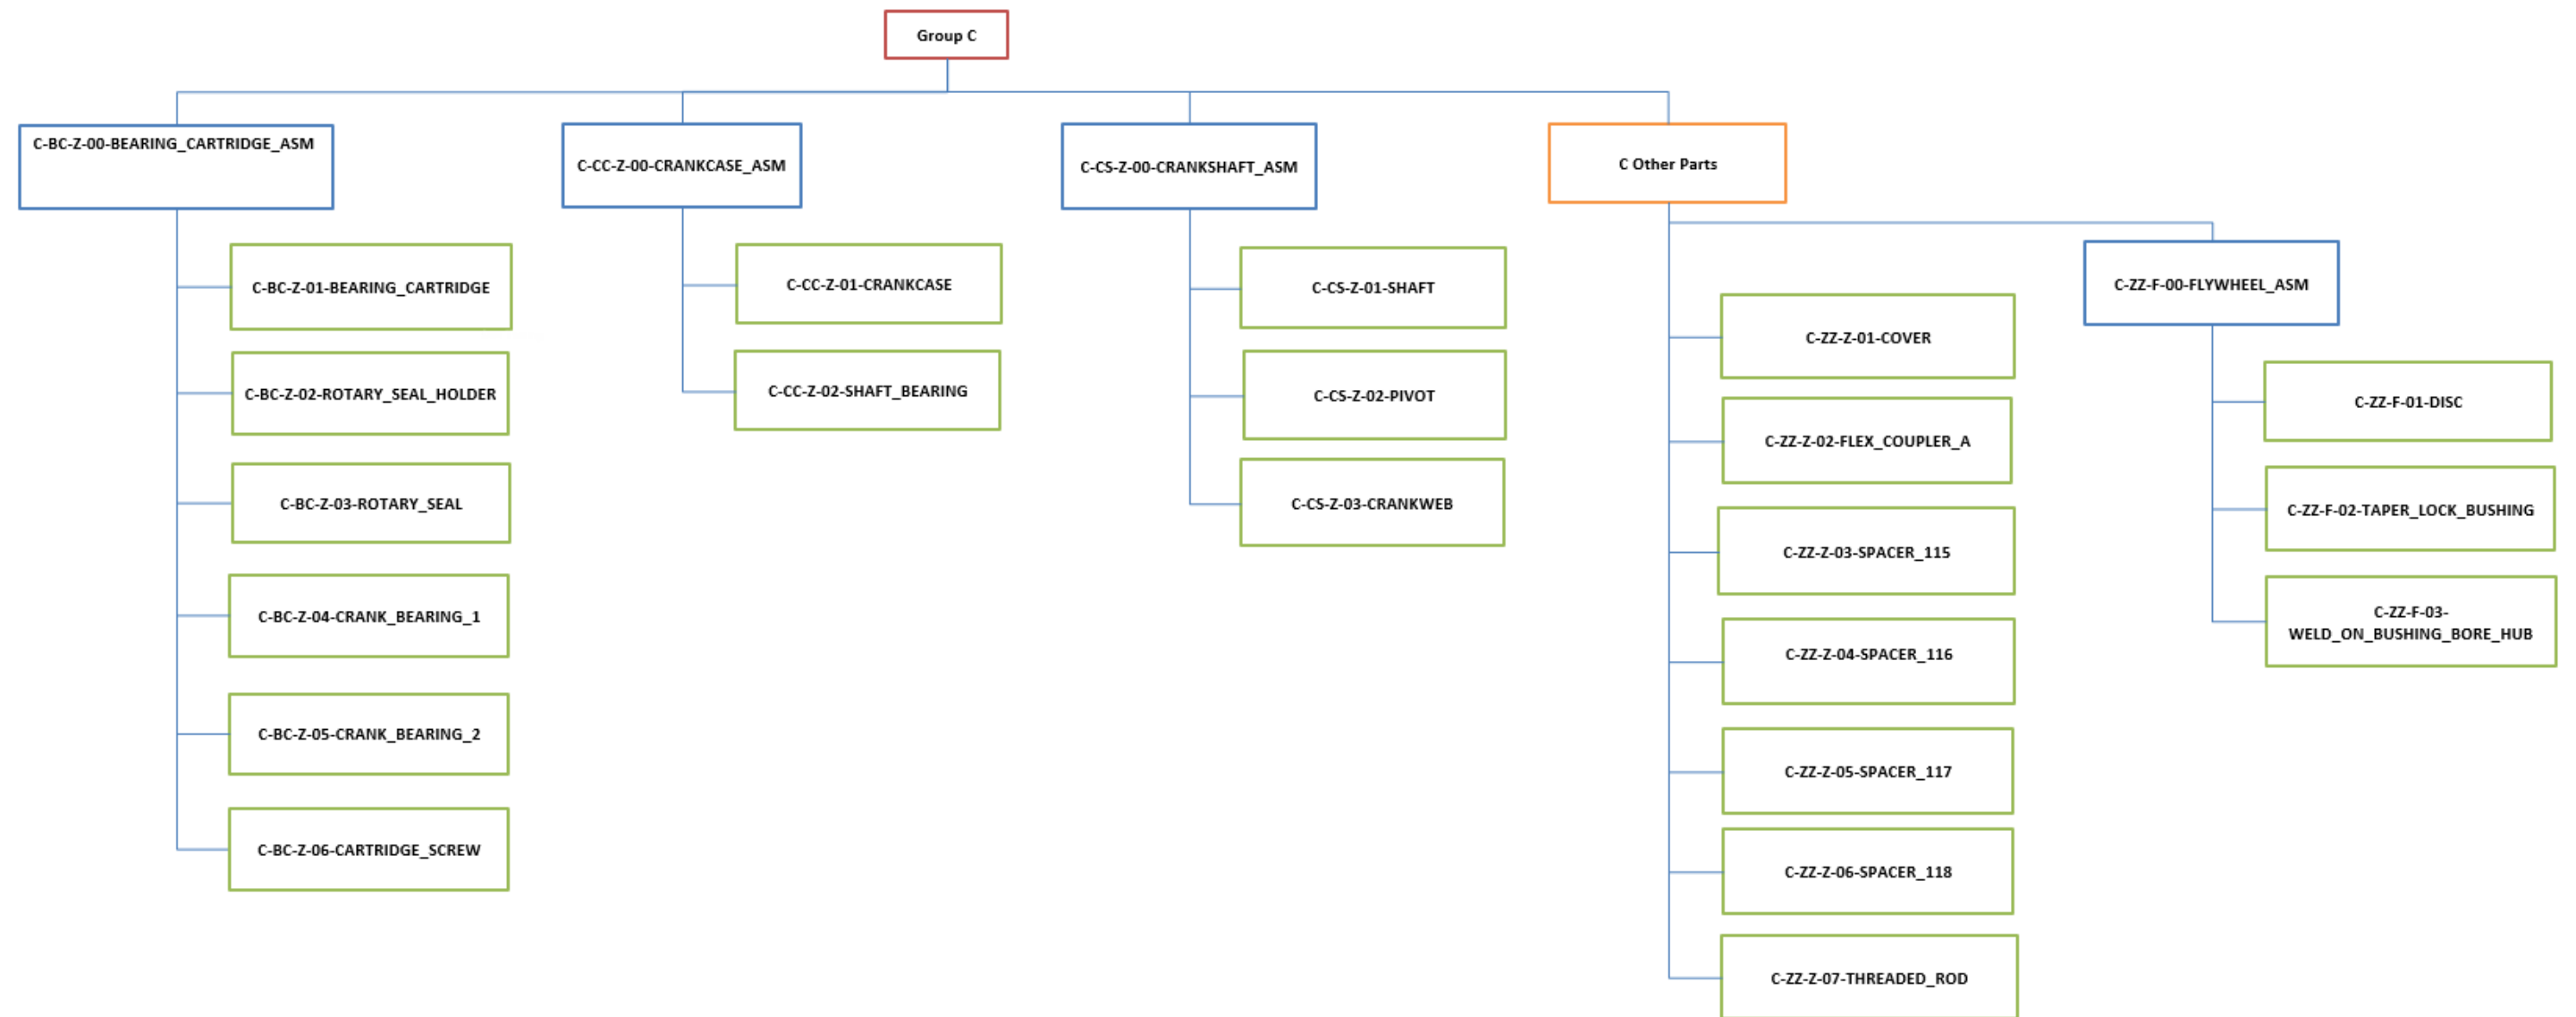 Group C
C-BC-Z-00-BEARING_CARTRIDGE_ASM
C-CC-Z-00-CRANKCASE_ASM
C-CS-Z-00-CRANKSHAFT_ASM
C Other Parts
C-BC-Z-01-BEARING_CARTRIDGE
C-BC-Z-02-ROTARY_SEAL_HOLDER
C-BC-Z-03-ROTARY_SEAL
C-BC-Z-04-CRANK_BEARING_1
C-BC-Z-05-CRANK_BEARING_2
C-BC-Z-06-CARTRIDGE_SCREW
C-CC-Z-01-CRANKCASE
C-CC-Z-02-SHAFT_BEARING
C-CS-Z-01-SHAFT
C-CS-Z-02-PIVOT
C-CS-Z-03-CRANKWEB
C-ZZ-Z-01-COVER
C-ZZ-Z-02-FLEX_COUPLER_A
C-ZZ-Z-03-SPACER_115
C-ZZ-Z-04-SPACER_116
C-ZZ-Z-05-SPACER_117
C-ZZ-Z-06-SPACER_118
C-ZZ-Z-07-THREADED_ROD
C-ZZ-F-00-FLYWHEEL_ASM
C-ZZ-F-01-DISC
C-ZZ-F-02-TAPER_LOCK_BUSHING
C-ZZ-F-03-
WELD_ON_BUSHING_BORE_HUB